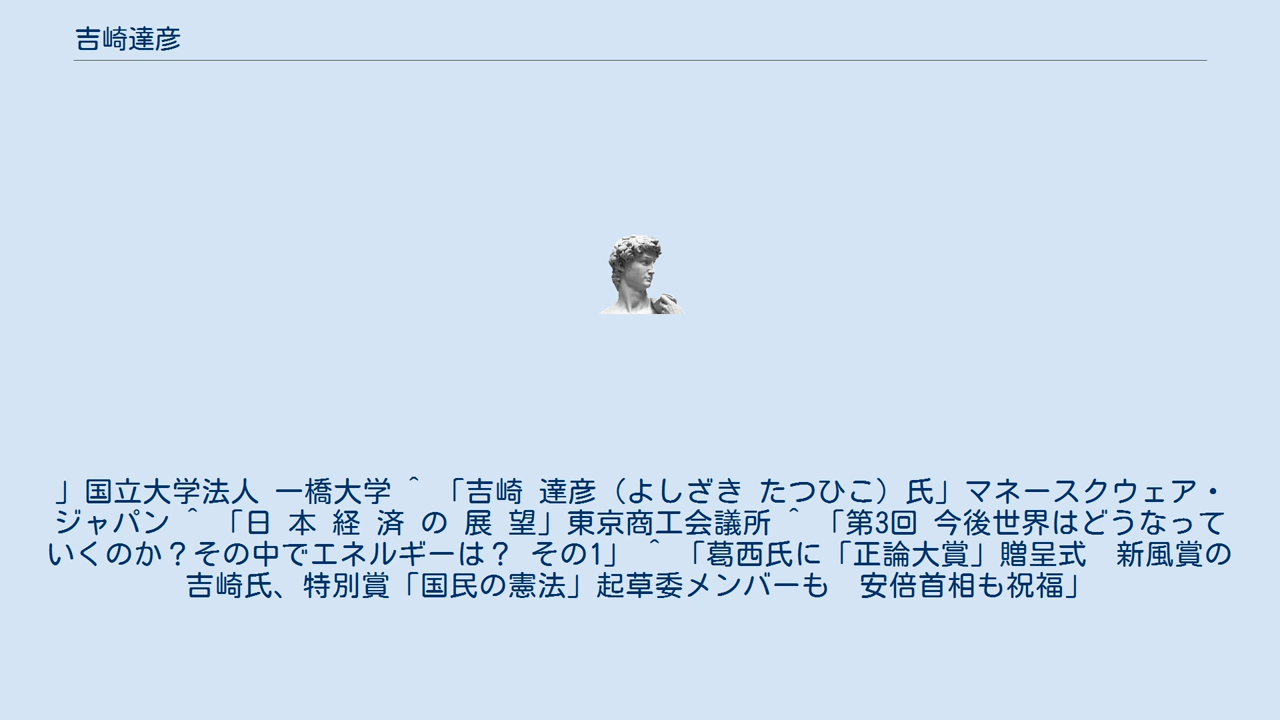 吉崎達彦
」国立大学法人 一橋大学 ^ 「吉崎 達彦（よしざき たつひこ）氏」マネースクウェア・
ジャパン ^ 「日 本 経 済 の 展 望」東京商工会議所 ^ 「第3回 今後世界はどうなって
いくのか？その中でエネルギーは？ その1」 ^ 「葛西氏に「正論大賞」贈呈式　新風賞の
吉崎氏、特別賞「国民の憲法」起草委メンバーも　安倍首相も祝福」